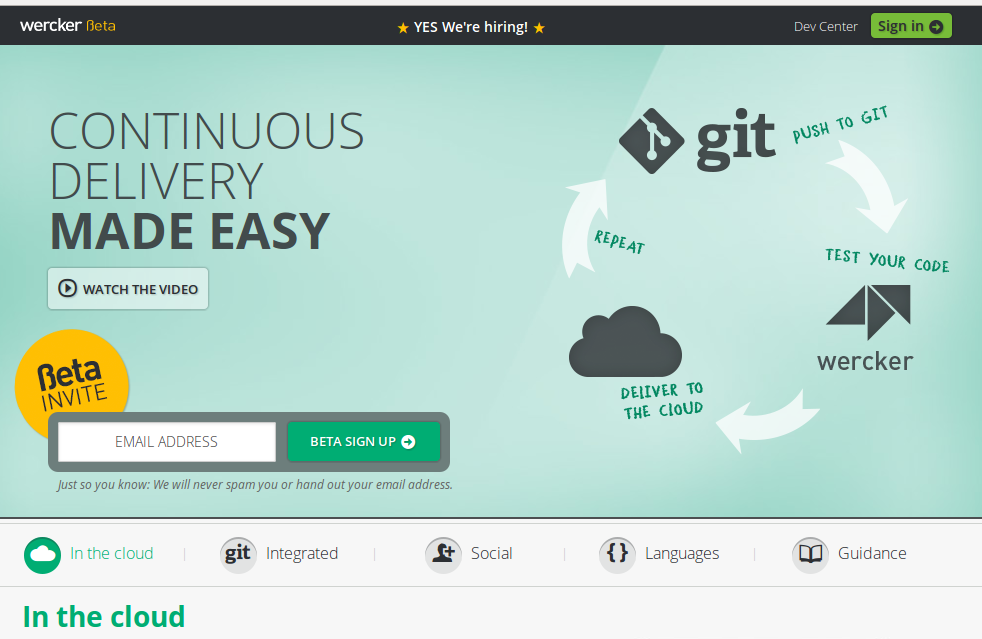 wercker ßeta
★ YES We're hiring! ★
Dev Center
Sign in
CONTINUOUS
DELIVERY
MADE EASY
WATCH THE VIDEO
git
PUSH TO GIT
TEST YOUR CODE
wercker
DELIVER TO
THE CLOUD
REPEAT
ßeta
INVITE
EMAIL ADDRESS
BETA SIGN UP
Just so you know: We will never spam you or hand out your email address.
In the cloud
git Integrated
Social
{ } Languages
Guidance
In the cloud